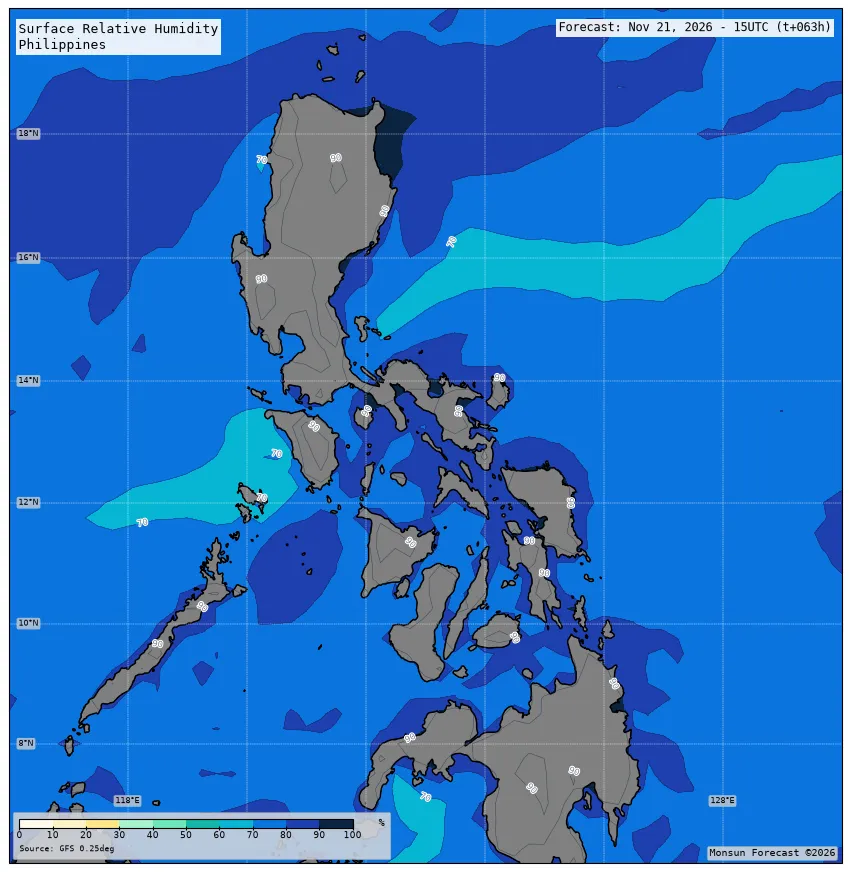 Surface Relative Humidity
Philippines
Forecast: Nov 21, 2026 - 15UTC (t+063h)
18°N
70
90
90
70
16°N
90
14°N
90
90
90
90
70
12°N
70
90
70
90
90
90
10°N
90
90
90
90
8°N
90
90
90
70
118°E
128°E
%
0 10 20 30 40 50 60 70 80 90 100
Source: GFS 0.25deg
Monsun Forecast ©2026